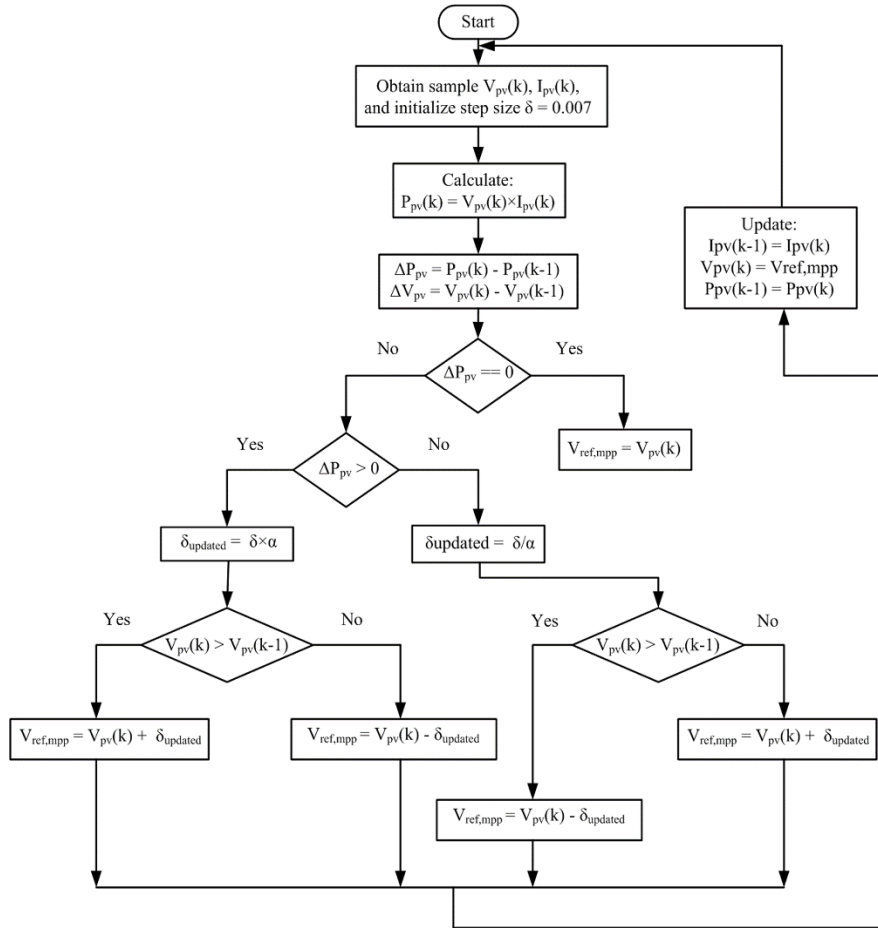 Start
Obtain sample Vpv(k), Ipv(k),
and initialize step size δ = 0.007
Calculate:
Ppv(k) = Vpv(k)×Ipv(k)
Update:
Ipv(k-1) = Ipv(k)
Vpv(k) = Vref,mpp
Ppv(k-1) = Ppv(k)
ΔPpv = Ppv(k) - Ppv(k-1)
ΔVpv = Vpv(k) - Vpv(k-1)
No
Yes
ΔPpv == 0
Vref,mpp = Vpv(k)
Yes
No
ΔPpv > 0
δupdated = δ×α
δupdated = δ/α
Yes
No
Vpv(k) > Vpv(k-1)
Yes
No
Vpv(k) > Vpv(k-1)
Vref,mpp = Vpv(k) + δupdated
Vref,mpp = Vpv(k) - δupdated
Vref,mpp = Vpv(k) + δupdated
Vref,mpp = Vpv(k) - δupdated